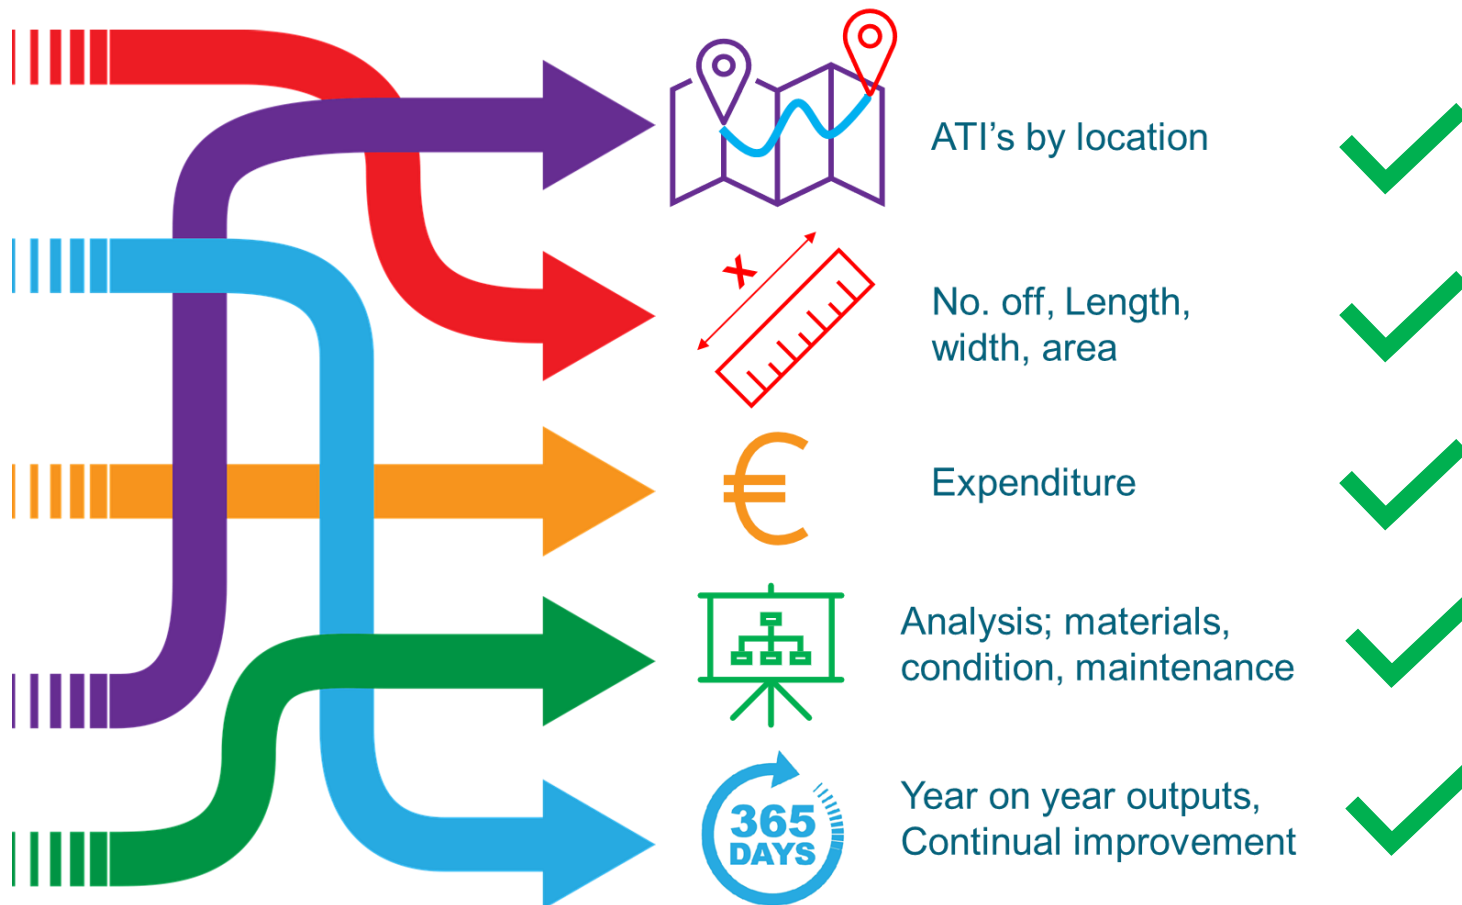 ATI's by location
X
No. off, Length,
width, area
€
Expenditure
Analysis; materials,
condition, maintenance
365
DAYS
Year on year outputs,
Continual improvement